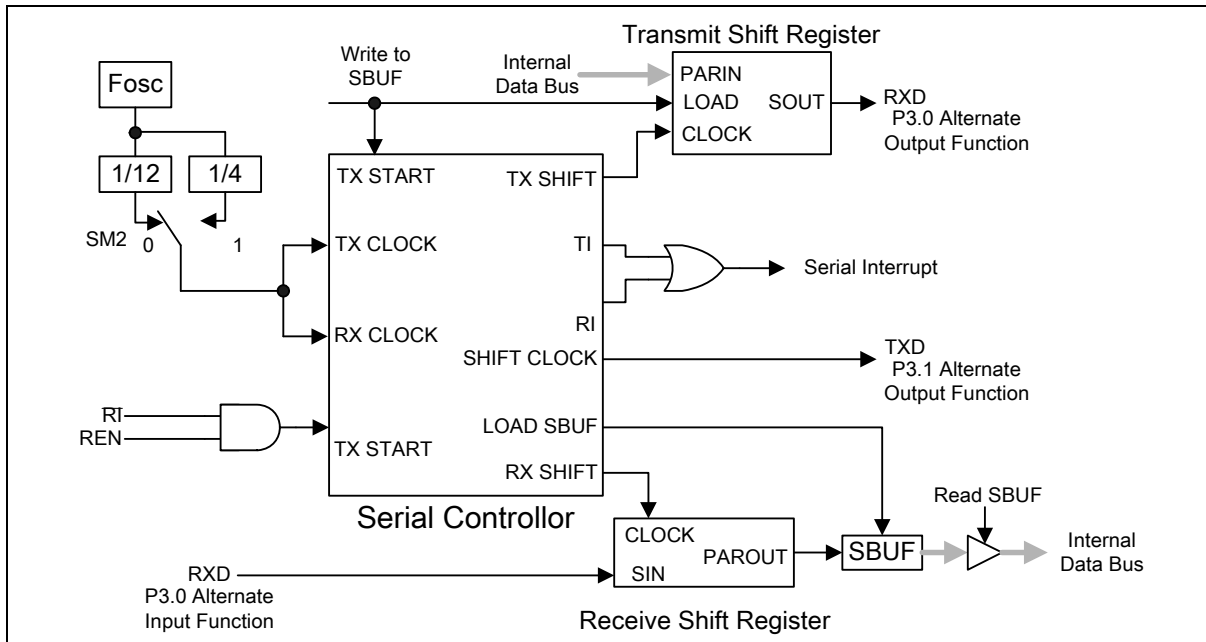 Transmit Shift Register
Write to
SBUF
Internal
Data Bus
PARIN
LOAD
SOUT
CLOCK
RXD
P3.0 Alternate
Output Function
Fosc
1/12
1/4
SM2
0
1
TX START
TX SHIFT
TX CLOCK
TI
Serial Interrupt
RX CLOCK
RI
SHIFT CLOCK
TXD
P3.1 Alternate
Output Function
RI
REN
TX START
LOAD SBUF
RX SHIFT
Serial Controllor
Read SBUF
CLOCK
PAROUT
SIN
SBUF
Internal
Data Bus
RXD
P3.0 Alternate
Input Function
Receive Shift Register